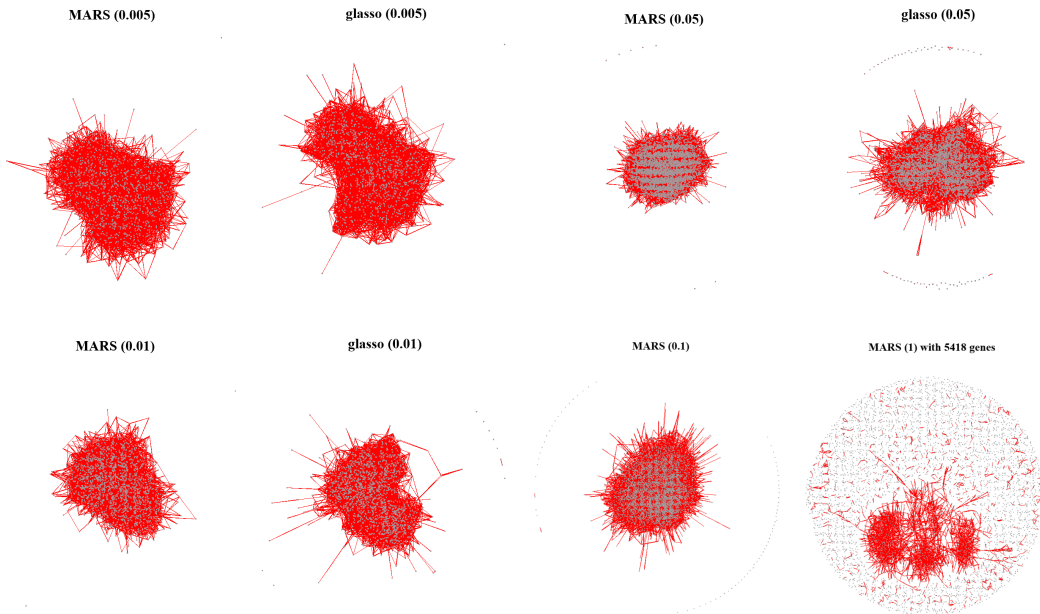 MARS (0.005)
glasso (0.005)
MARS (0.05)
glasso (0.05)
MARS (0.01)
glasso (0.01)
MARS (0.1)
MARS (1) with 5418 genes